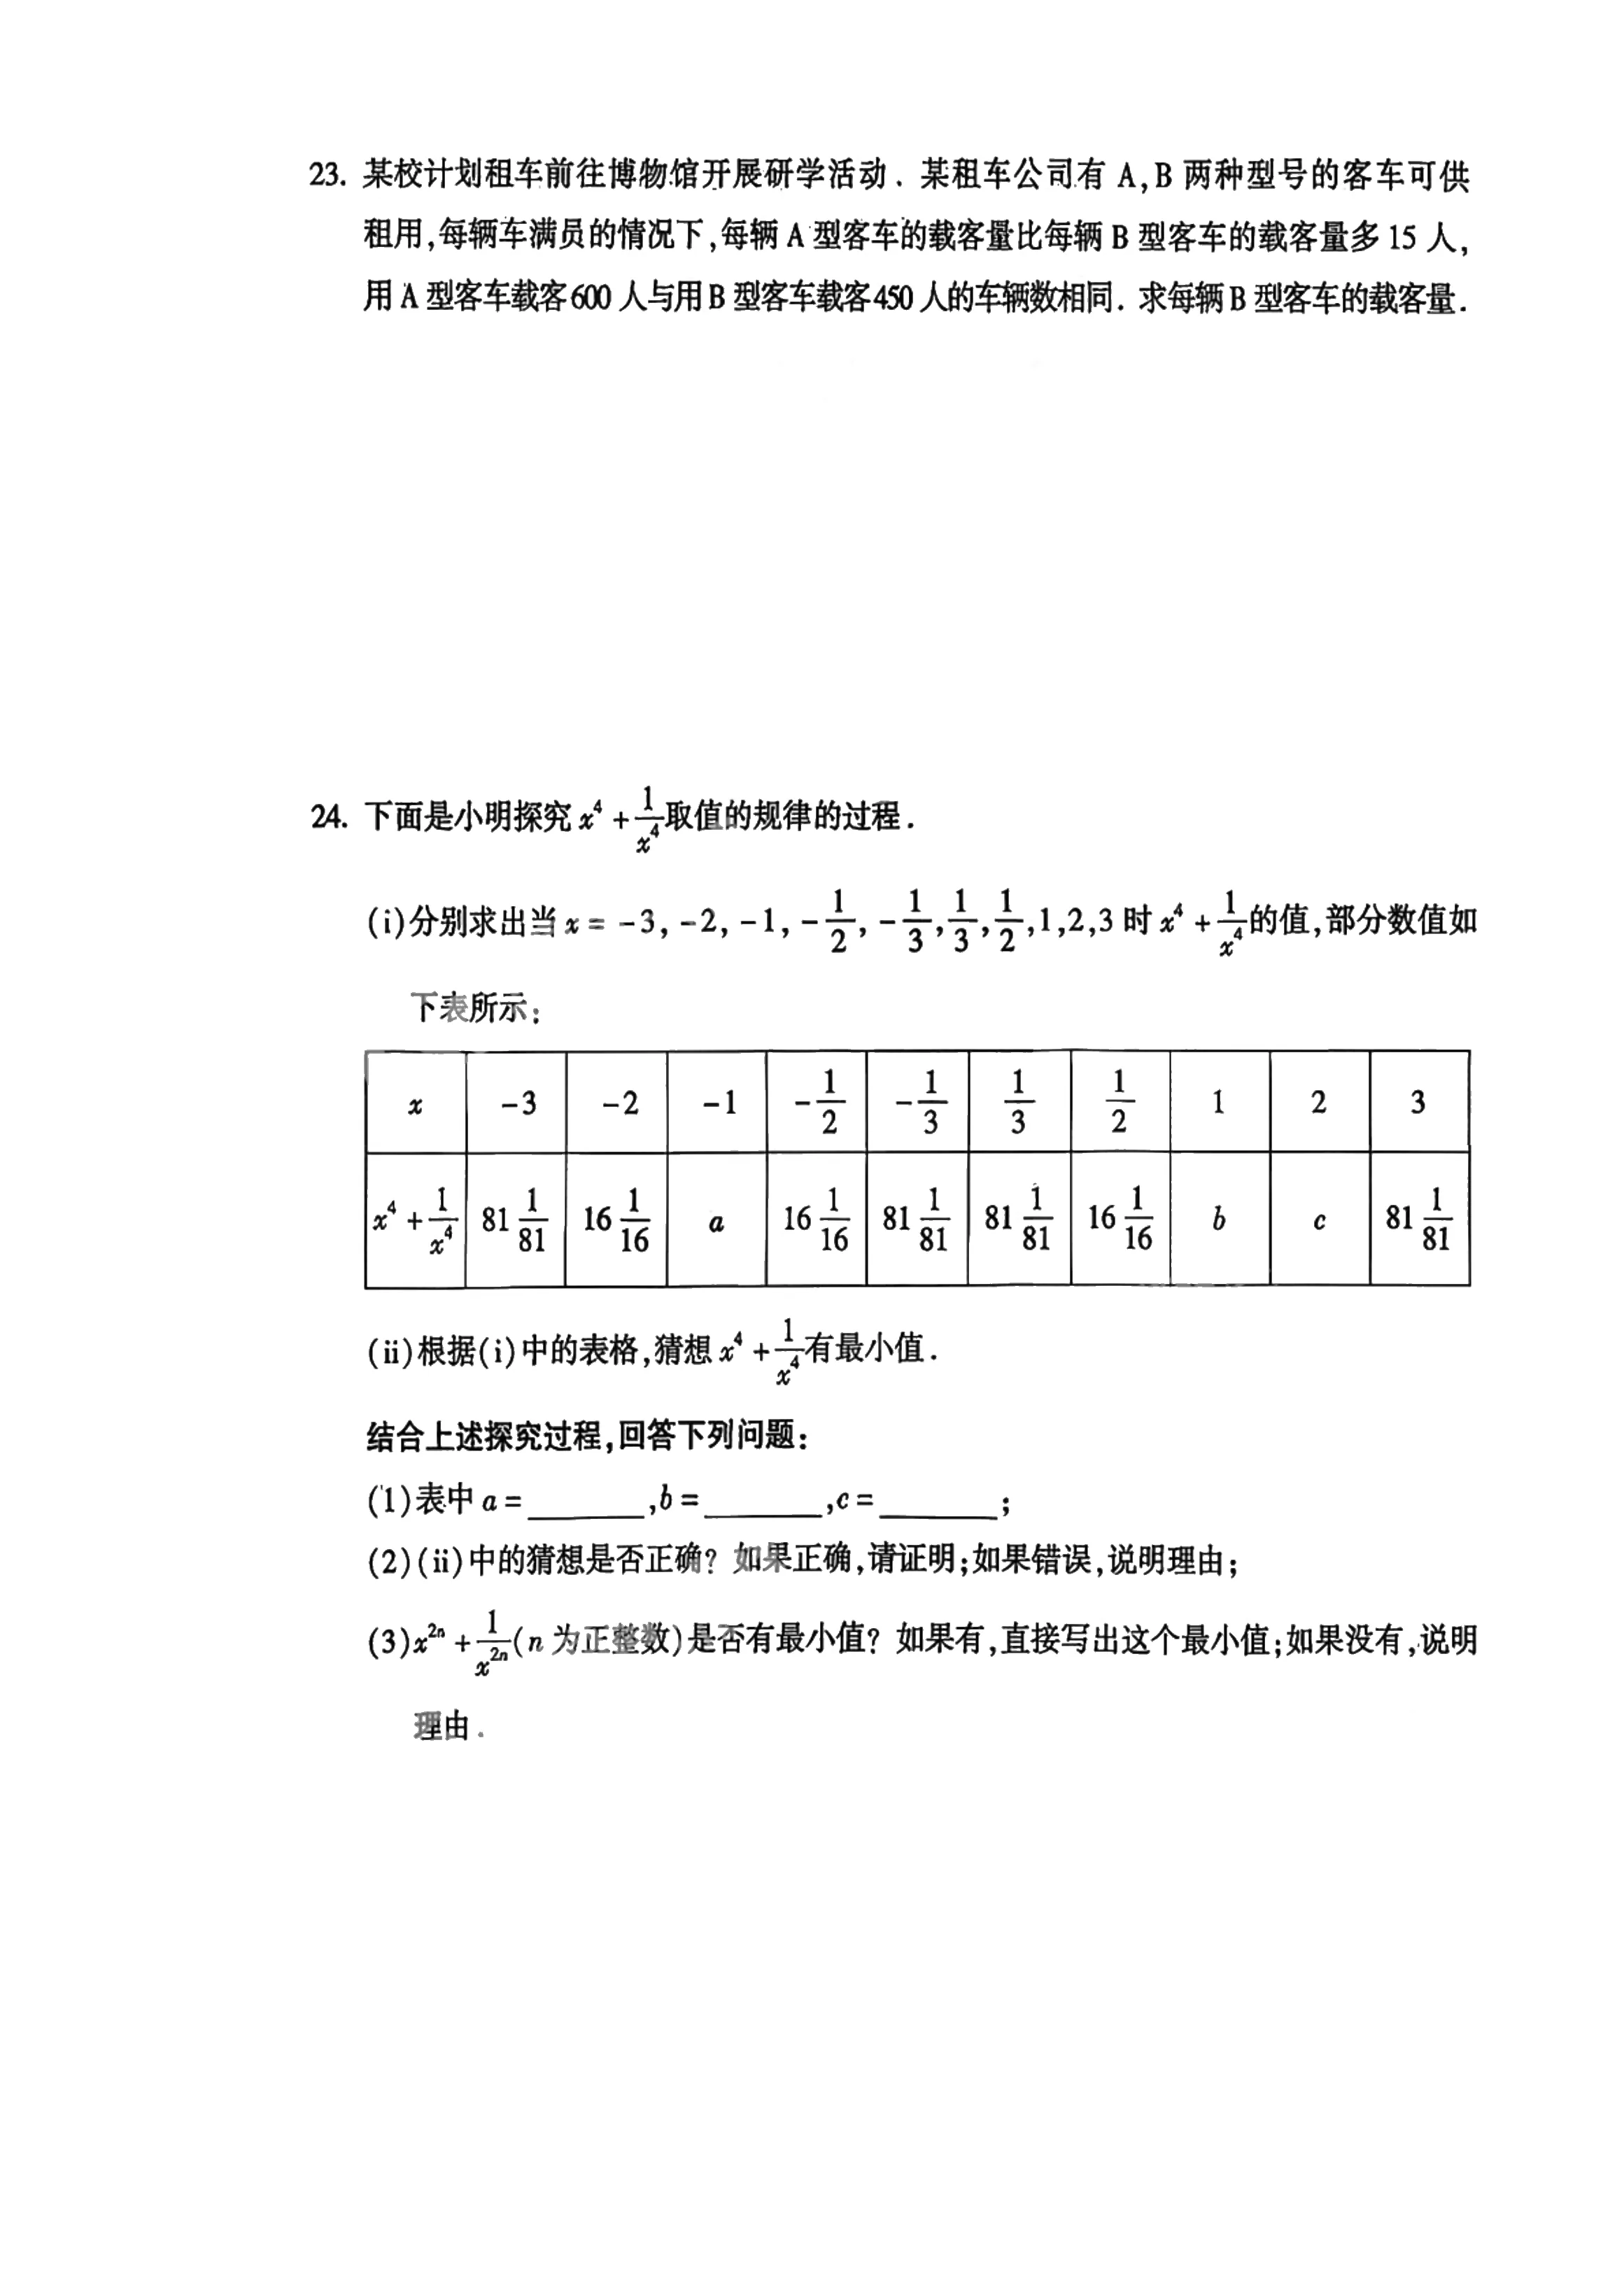 23. 某校计划租车前往博物馆开展研学活动. 某租车公司有 A,B 两种型号的客车可供
租用,每辆车满员的情况下,每辆 A 型客车的载客量比每辆 B 型客车的载客量多 15 人,
用 A 型客车载客 600 人与用 B 型客车载客 450 人的车辆数相同. 求每辆 B 型客车的载客量.
24. 下面是小明探究 x⁴ + 1/x⁴ 取值的规律的过程.
(i)分别求出当 x = -3, -2, -1, -1/2, -1/3, 1/3, 1/2, 1, 2, 3 时 x⁴ + 1/x⁴ 的值,部分数值如
下表所示:
x -3 -2 -1 -1/2 -1/3 1/3 1/2 1 2 3
x⁴ + 1/x⁴ 81 1/81 16 1/16 a 16 1/16 81 1/81 81 1/81 16 1/16 b c 81 1/81
(ii)根据(i)中的表格,猜想 x⁴ + 1/x⁴ 有最小值.
结合上述探究过程,回答下列问题:
(1)表中 a = ______,b = ______,c = ______;
(2)(ii)中的猜想是否正确? 如果正确,请证明;如果错误,说明理由;
(3)x²ⁿ + 1/x²ⁿ (n 为正整数)是否有最小值? 如果有,直接写出这个最小值;如果没有,说明
理由.